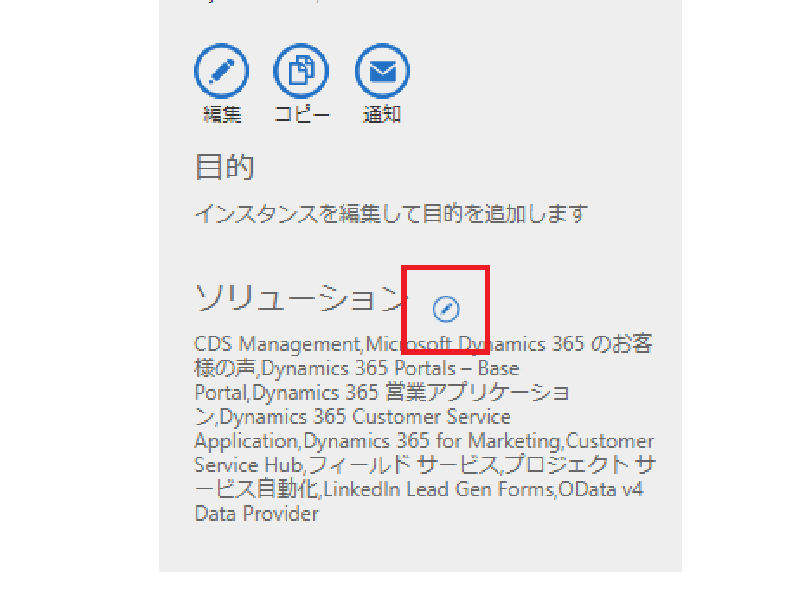 編集 コピー 通知
目的
インスタンスを編集して目的を追加します
ソリューション
CDS Management,Microsoft Dynamics 365 のお客
様の声,Dynamics 365 Portals – Base
Portal,Dynamics 365 営業アプリケーショ
ン,Dynamics 365 Customer Service
Application,Dynamics 365 for Marketing,Customer
Service Hub,フィールド サービス,プロジェクト サ
ービス自動化,LinkedIn Lead Gen Forms,OData v4
Data Provider